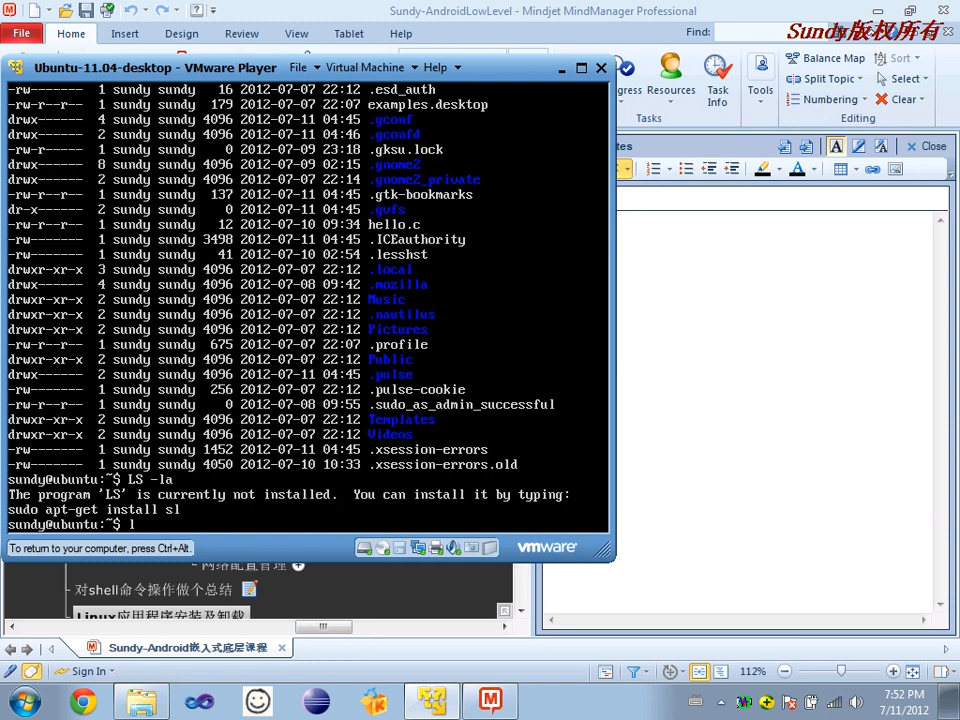 Sundy-AndroidLowLevel - Mindjet MindManager Professional
File Home Insert Design Review View Tablet Help Find:
Sundy版权所有
Balance Map Sort
Split Topic Select
Numbering Clear
Resources Task Info Tools
Tasks Editing
Ubuntu-11.04-desktop - VMware Player File Virtual Machine Help
Close
-rw------- 1 sundy sundy 16 2012-07-07 22:12 .esd_auth
-rw-r--r-- 1 sundy sundy 179 2012-07-07 22:07 examples.desktop
drwx------ 4 sundy sundy 4096 2012-07-11 04:45 .gconf
drwx------ 2 sundy sundy 4096 2012-07-11 04:46 .gconfd
-rw-r----- 1 sundy sundy 0 2012-07-09 23:18 .gksu.lock
drwx------ 8 sundy sundy 4096 2012-07-09 02:15 .gnome2
drwx------ 2 sundy sundy 4096 2012-07-07 22:14 .gnome2_private
-rw-r--r-- 1 sundy sundy 137 2012-07-11 04:45 .gtk-bookmarks
dr-x------ 2 sundy sundy 0 2012-07-11 04:45 .gvfs
-rw-r--r-- 1 sundy sundy 12 2012-07-10 09:34 hello.c
-rw------- 1 sundy sundy 3498 2012-07-11 04:45 .ICEauthority
-rw------- 1 sundy sundy 41 2012-07-10 02:54 .lesshst
drwxr-xr-x 3 sundy sundy 4096 2012-07-07 22:12 .local
drwx------ 4 sundy sundy 4096 2012-07-08 09:42 .mozilla
drwxr-xr-x 2 sundy sundy 4096 2012-07-07 22:12 Music
drwxr-xr-x 2 sundy sundy 4096 2012-07-07 22:12 .nautilus
drwxr-xr-x 2 sundy sundy 4096 2012-07-07 22:12 Pictures
-rw-r--r-- 1 sundy sundy 675 2012-07-07 22:07 .profile
drwxr-xr-x 2 sundy sundy 4096 2012-07-07 22:12 Public
drwx------ 2 sundy sundy 4096 2012-07-11 04:45 .pulse
-rw------- 1 sundy sundy 256 2012-07-07 22:12 .pulse-cookie
-rw-r--r-- 1 sundy sundy 0 2012-07-08 09:55 .sudo_as_admin_successful
drwxr-xr-x 2 sundy sundy 4096 2012-07-07 22:12 Templates
drwxr-xr-x 2 sundy sundy 4096 2012-07-07 22:12 Videos
-rw------- 1 sundy sundy 1452 2012-07-11 04:45 .xsession-errors
-rw------- 1 sundy sundy 4050 2012-07-10 10:33 .xsession-errors.old
sundy@ubuntu:~$ LS -la
The program 'LS' is currently not installed. You can install it by typing:
sudo apt-get install sl
sundy@ubuntu:~$ l
To return to your computer, press Ctrl+Alt.
vmware
网络配置管理
对shell命令操作做个总结
Linux应用程序安装及卸载
Sundy-Android嵌入式底层课程
Sign In 112%
7:52 PM
7/11/2012